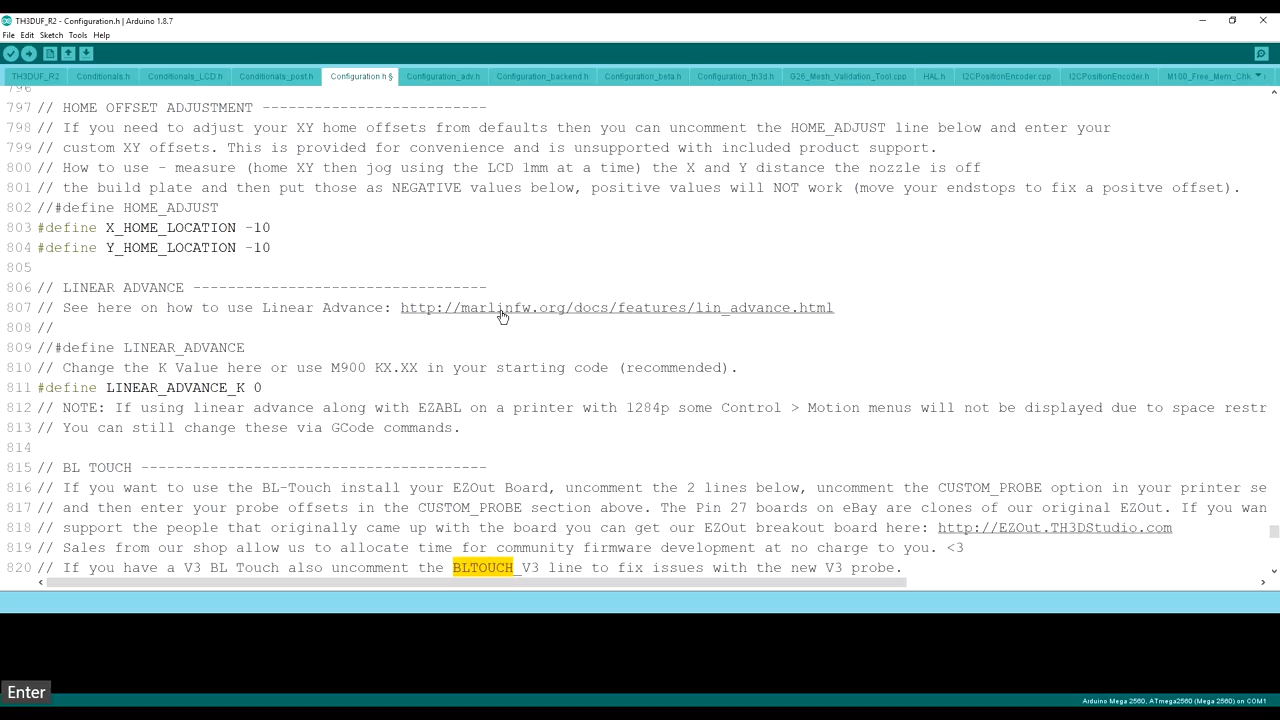 TH3DUF_R2 - Configuration.h | Arduino 1.8.7
File Edit Sketch Tools Help
TH3DUF_R2 Conditionals.h Conditionals_LCD.h Conditionals_post.h Configuration.h § Configuration_adv.h Configuration_backend.h Configuration_beta.h Configuration_th3d.h G26_Mesh_Validation_Tool.cpp HAL.h I2CPositionEncoder.cpp I2CPositionEncoder.h M100_Free_Mem_Chk
796
797 // HOME OFFSET ADJUSTMENT --------------------------
798 // If you need to adjust your XY home offsets from defaults then you can uncomment the HOME_ADJUST line below and enter your
799 // custom XY offsets. This is provided for convenience and is unsupported with included product support.
800 // How to use - measure (home XY then jog using the LCD 1mm at a time) the X and Y distance the nozzle is off
801 // the build plate and then put those as NEGATIVE values below, positive values will NOT work (move your endstops to fix a positve offset).
802 //#define HOME_ADJUST
803 #define X_HOME_LOCATION -10
804 #define Y_HOME_LOCATION -10
805
806 // LINEAR ADVANCE ----------------------------------
807 // See here on how to use Linear Advance: http://marlinfw.org/docs/features/lin_advance.html
808 //
809 //#define LINEAR_ADVANCE
810 // Change the K Value here or use M900 KX.XX in your starting code (recommended).
811 #define LINEAR_ADVANCE_K 0
812 // NOTE: If using linear advance along with EZABL on a printer with 1284p some Control > Motion menus will not be displayed due to space restr
813 // You can still change these via GCode commands.
814
815 // BL TOUCH ----------------------------------------
816 // If you want to use the BL-Touch install your EZOut Board, uncomment the 2 lines below, uncomment the CUSTOM_PROBE option in your printer se
817 // and then enter your probe offsets in the CUSTOM_PROBE section above. The Pin 27 boards on eBay are clones of our original EZOut. If you wan
818 // support the people that originally came up with the board you can get our EZOut breakout board here: http://EZOut.TH3DStudio.com
819 // Sales from our shop allow us to allocate time for community firmware development at no charge to you. <3
820 // If you have a V3 BL Touch also uncomment the BLTOUCH_V3 line to fix issues with the new V3 probe.
Enter
Arduino Mega 2560, ATmega2560 (Mega 2560) on COM1